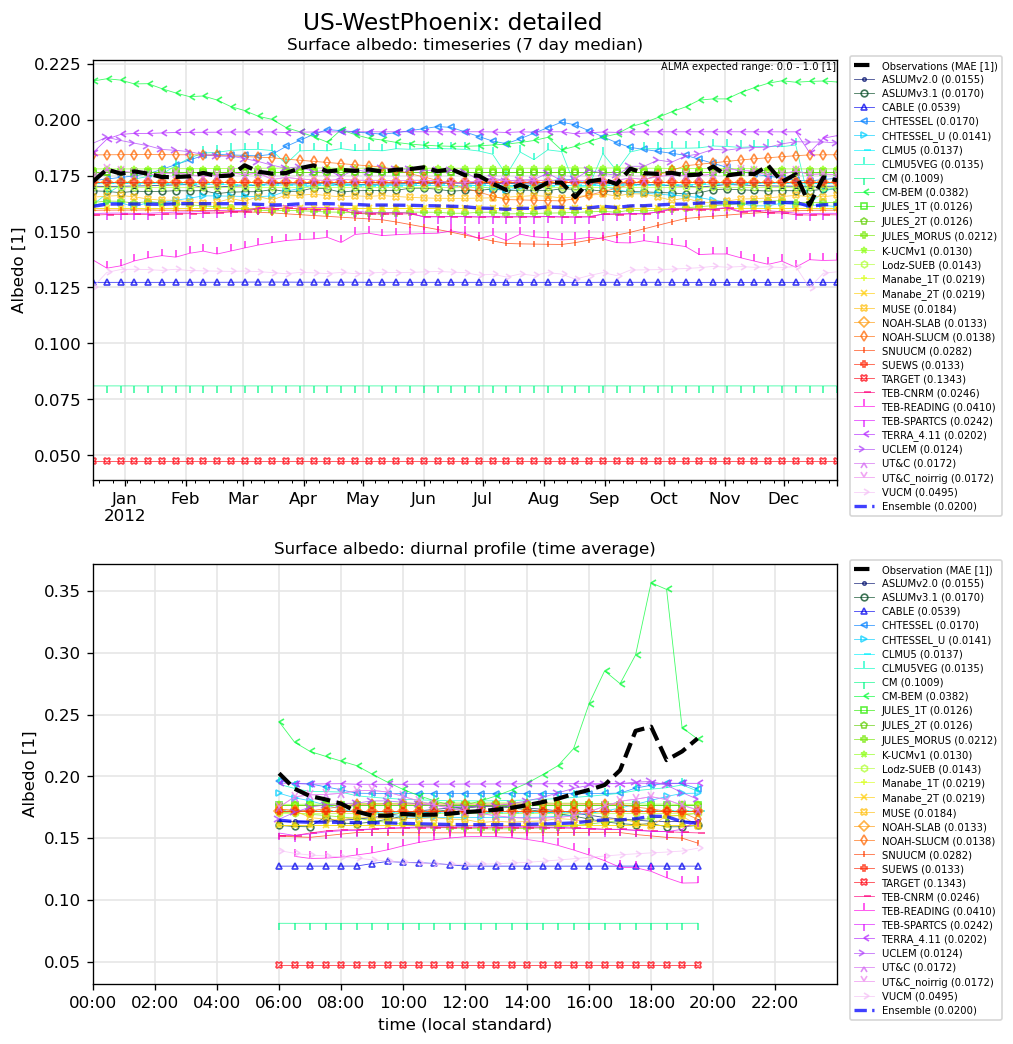 US-WestPhoenix: detailed
Surface albedo: timeseries (7 day median)
ALMA expected range: 0.0 - 1.0 [1]
Albedo [1]
0.225
0.200
0.175
0.150
0.125
0.100
0.075
0.050
Jan Feb Mar Apr May Jun Jul Aug Sep Oct Nov Dec
2012
Observations (MAE [1])
ASLUMv2.0 (0.0155)
ASLUMv3.1 (0.0170)
CABLE (0.0539)
CHTESSEL (0.0170)
CHTESSEL_U (0.0141)
CLMU5 (0.0137)
CLMU5VEG (0.0135)
CM (0.1009)
CM-BEM (0.0382)
JULES_1T (0.0126)
JULES_2T (0.0126)
JULES_MORUS (0.0212)
K-UCMv1 (0.0130)
Lodz-SUEB (0.0143)
Manabe_1T (0.0219)
Manabe_2T (0.0219)
MUSE (0.0184)
NOAH-SLAB (0.0133)
NOAH-SLUCM (0.0138)
SNUUCM (0.0282)
SUEWS (0.0133)
TARGET (0.1343)
TEB-CNRM (0.0246)
TEB-READING (0.0410)
TEB-SPARTCS (0.0242)
TERRA_4.11 (0.0202)
UCLEM (0.0124)
UT&C (0.0172)
UT&C_noirrig (0.0172)
VUCM (0.0495)
Ensemble (0.0200)
Surface albedo: diurnal profile (time average)
Albedo [1]
0.35
0.30
0.25
0.20
0.15
0.10
0.05
00:00 02:00 04:00 06:00 08:00 10:00 12:00 14:00 16:00 18:00 20:00 22:00
time (local standard)
Observation (MAE [1])
ASLUMv2.0 (0.0155)
ASLUMv3.1 (0.0170)
CABLE (0.0539)
CHTESSEL (0.0170)
CHTESSEL_U (0.0141)
CLMU5 (0.0137)
CLMU5VEG (0.0135)
CM (0.1009)
CM-BEM (0.0382)
JULES_1T (0.0126)
JULES_2T (0.0126)
JULES_MORUS (0.0212)
K-UCMv1 (0.0130)
Lodz-SUEB (0.0143)
Manabe_1T (0.0219)
Manabe_2T (0.0219)
MUSE (0.0184)
NOAH-SLAB (0.0133)
NOAH-SLUCM (0.0138)
SNUUCM (0.0282)
SUEWS (0.0133)
TARGET (0.1343)
TEB-CNRM (0.0246)
TEB-READING (0.0410)
TEB-SPARTCS (0.0242)
TERRA_4.11 (0.0202)
UCLEM (0.0124)
UT&C (0.0172)
UT&C_noirrig (0.0172)
VUCM (0.0495)
Ensemble (0.0200)